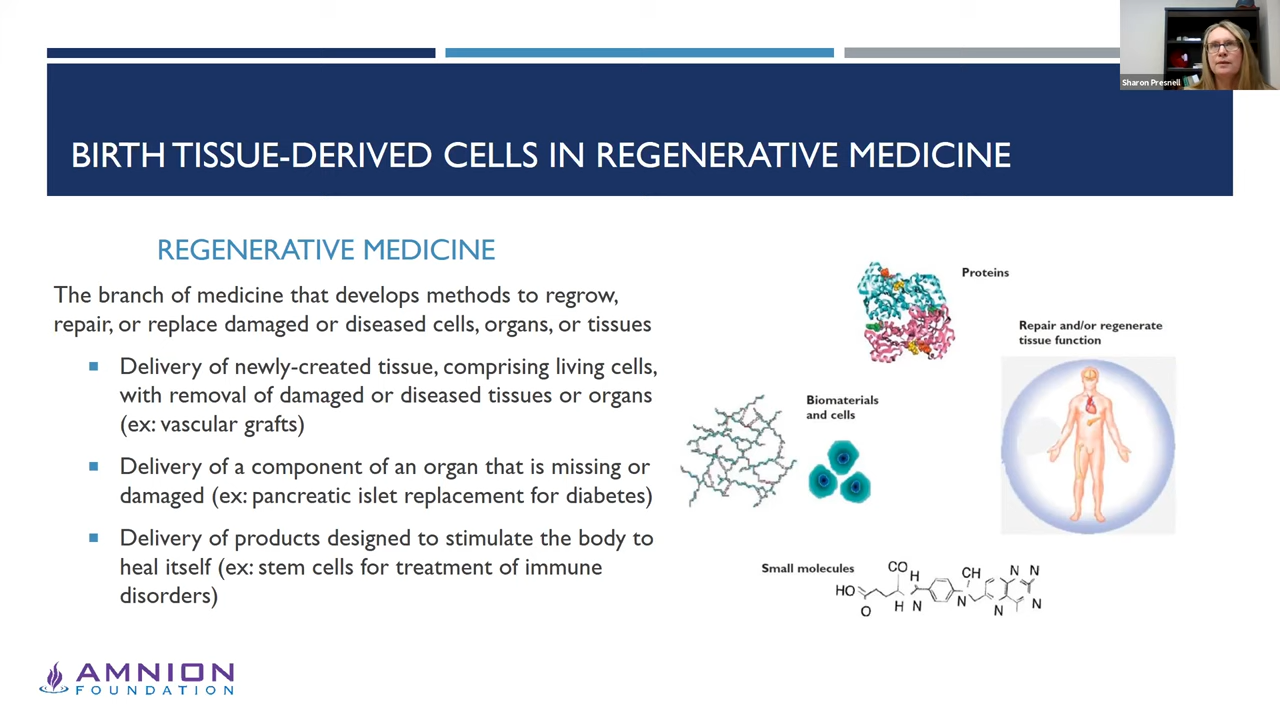 Sharon Presnell
BIRTH TISSUE-DERIVED CELLS IN REGENERATIVE MEDICINE
REGENERATIVE MEDICINE
The branch of medicine that develops methods to regrow,
repair, or replace damaged or diseased cells, organs, or tissues
Delivery of newly-created tissue, comprising living cells,
with removal of damaged or diseased tissues or organs
(ex: vascular grafts)
Delivery of a component of an organ that is missing or
damaged (ex: pancreatic islet replacement for diabetes)
Delivery of products designed to stimulate the body to
heal itself (ex: stem cells for treatment of immune
disorders)
Proteins
Repair and/or regenerate
tissue function
Biomaterials
and cells
Small molecules
CO
H
CH
N N
HO
O
H N
N
N
N
AMNION
FOUNDATION